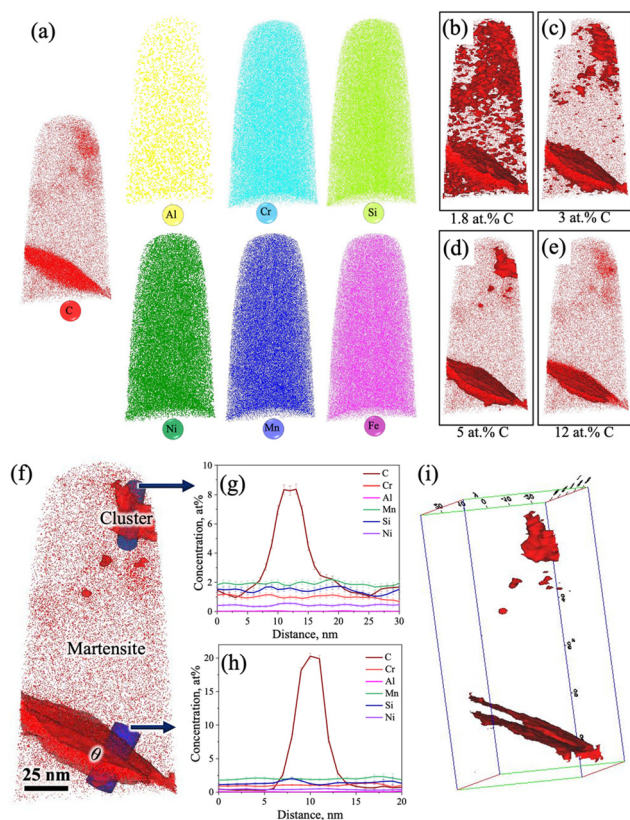 (a)
C
Al
Cr
Si
Ni
Mn
Fe
(b)
1.8 at.% C
(c)
3 at.% C
(d)
5 at.% C
(e)
12 at.% C
(f)
Cluster
Martensite
θ
25 nm
(g)
Concentration, at%
10
8
6
4
2
0
0 5 10 15 20 25 30
Distance, nm
C
Cr
Al
Mn
Si
Ni
(h)
Concentration, at%
20
15
10
5
0
0 5 10 15 20
Distance, nm
C
Cr
Al
Mn
Si
Ni
(i)